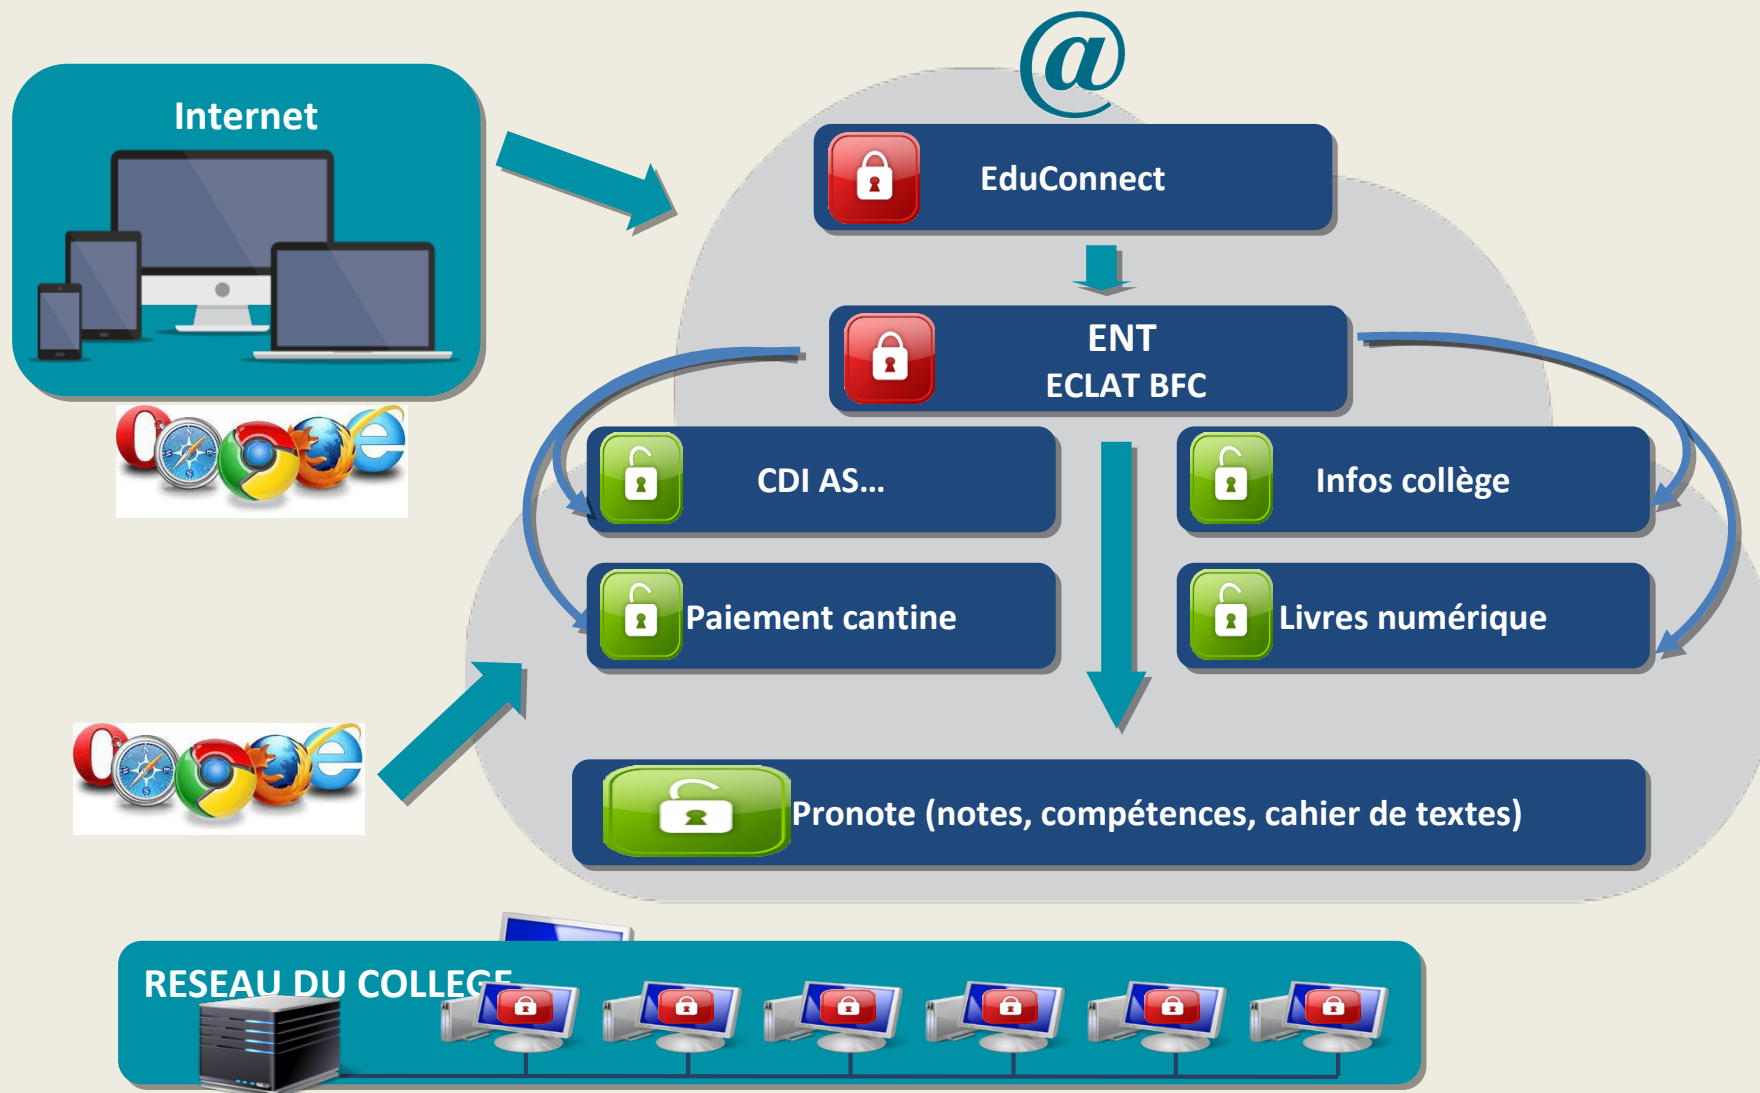 @
Internet
EduConnect
ENT
ECLAT BFC
CDI AS…
Infos collège
Paiement cantine
Livres numérique
Pronote (notes, compétences, cahier de textes)
RESEAU DU COLLEGE